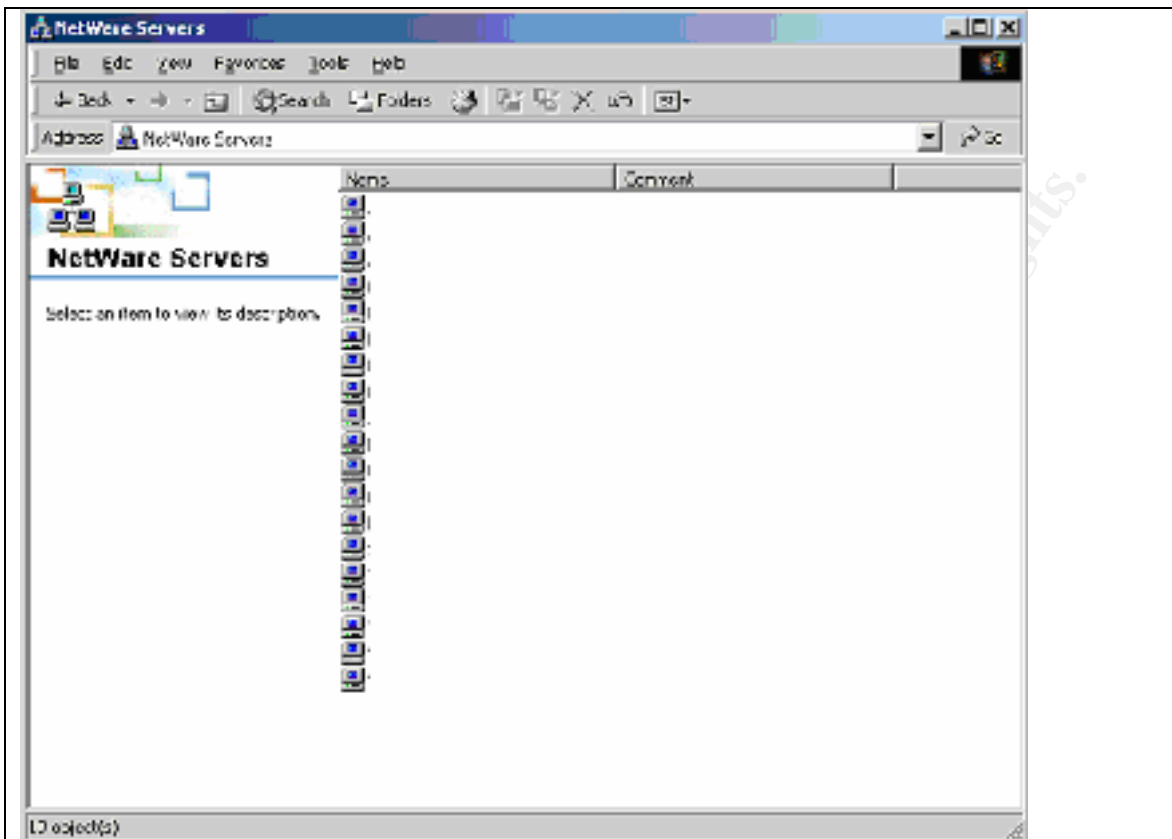 NetWare Servers
File Edit View Favorites Tools Help
Back Search Folders
Address NetWare Servers Go
Name Comment
NetWare Servers
Select an item to view its description.
object(s)